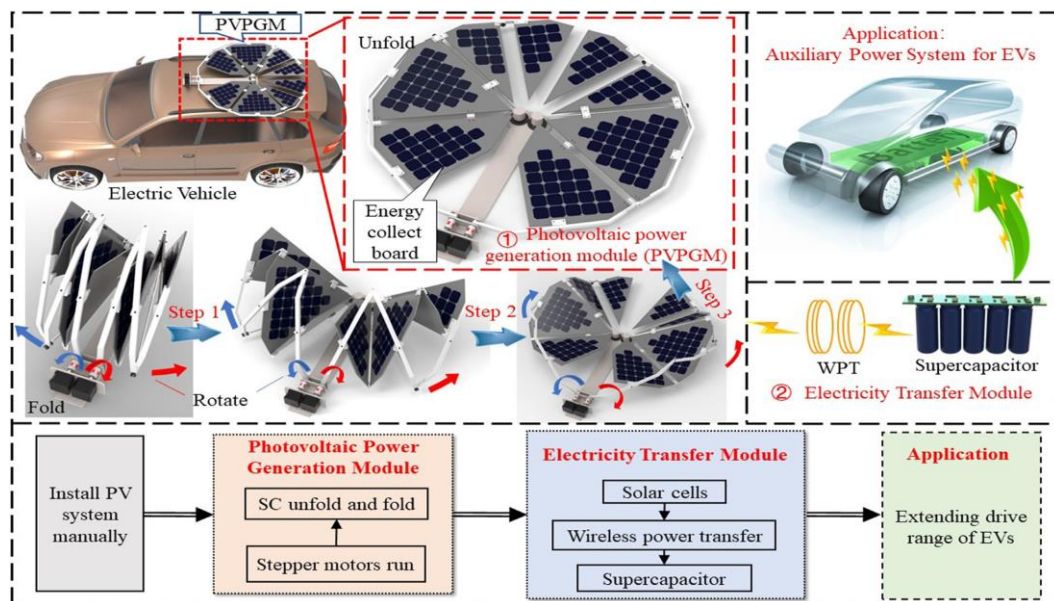 PVPGM
Electric Vehicle
Unfold
Energy
collect
board
① Photovoltaic power
generation module (PVPGM)
Application:
Auxiliary Power System for EVs
Battery
Fold
Step 1
Rotate
Step 2
Step 3
WPT
Supercapacitor
② Electricity Transfer Module
Install PV
system
manually
Photovoltaic Power
Generation Module
SC unfold and fold
Stepper motors run
Electricity Transfer Module
Solar cells
Wireless power transfer
Supercapacitor
Application
Extending drive
range of EVs